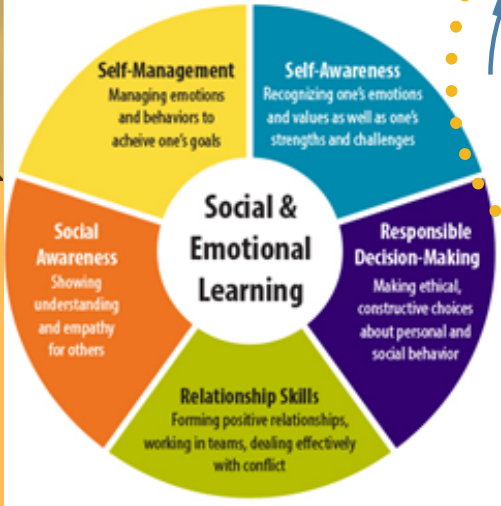 Social &
Emotional
Learning
Self-Management
Managing emotions
and behaviors to
acheive one's goals
Self-Awareness
Recognizing one's emotions
and values as well as one's
strengths and challenges
Responsible
Decision-Making
Making ethical,
constructive choices
about personal and
social behavior
Relationship Skills
Forming positive relationships,
working in teams, dealing effectively
with conflict
Social
Awareness
Showing
understanding
and empathy
for others